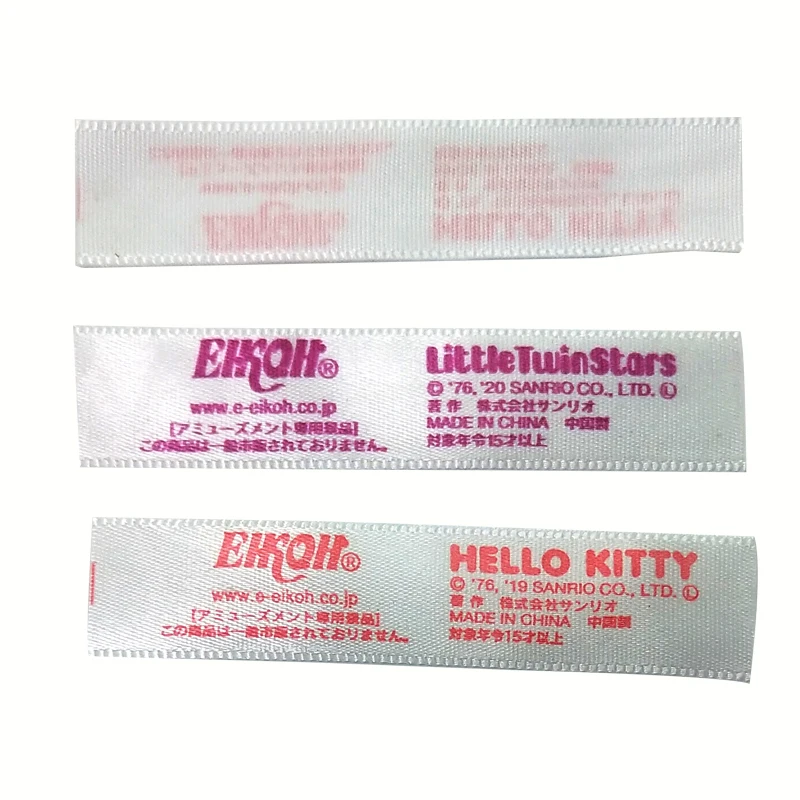 EIKOH®
www.e-eikoh.co.jp
[アミューズメント専用景品]
この商品は一般市販されておりません。
LittleTwinStars
© '76, '20 SANRIO CO., LTD. Ⓛ
著作 株式会社サンリオ
MADE IN CHINA 中国製
対象年令15才以上
EIKOH®
www.e-eikoh.co.jp
[アミューズメント専用景品]
この商品は一般市販されておりません。
HELLO KITTY
© '76, '19 SANRIO CO., LTD. Ⓛ
著作 株式会社サンリオ
MADE IN CHINA 中国製
対象年令15才以上